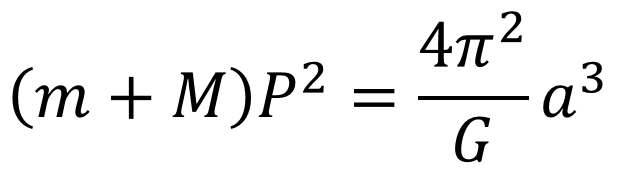 (m + M)P² = 4π²/G a³